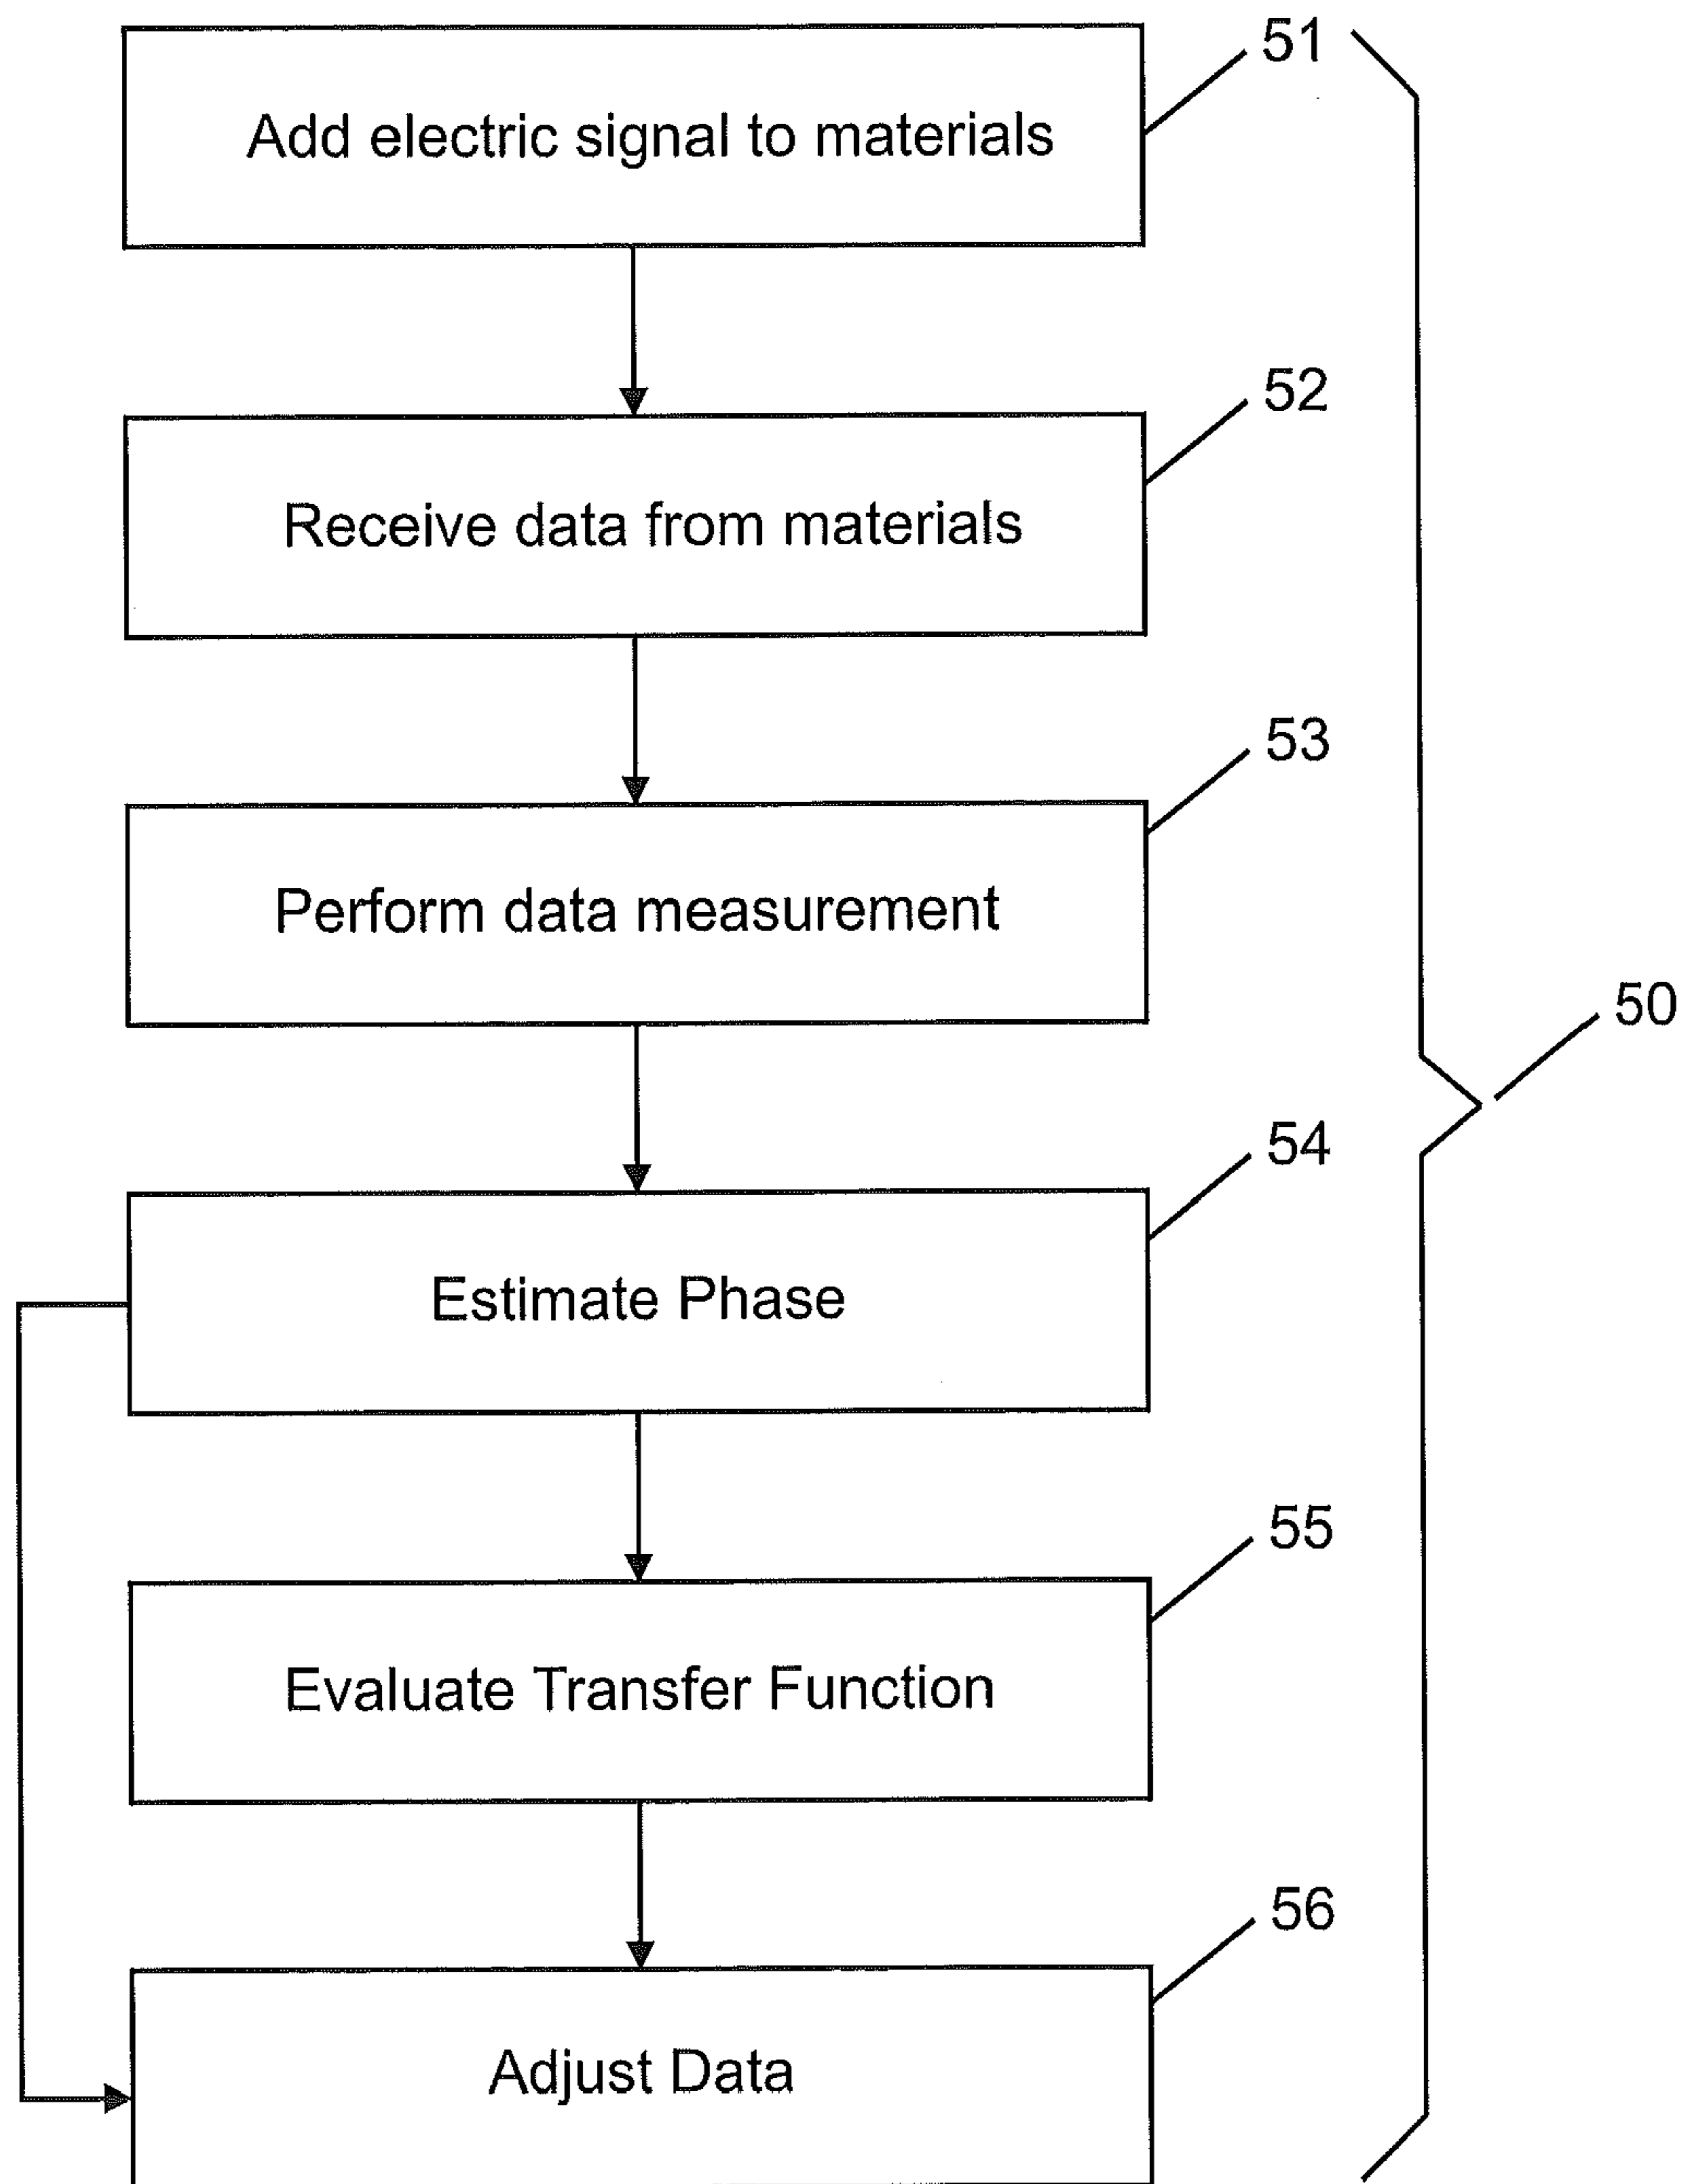 51
Add electric signal to materials
52
Receive data from materials
53
Perform data measurement
50
54
Estimate Phase
55
Evaluate Transfer Function
56
Adjust Data